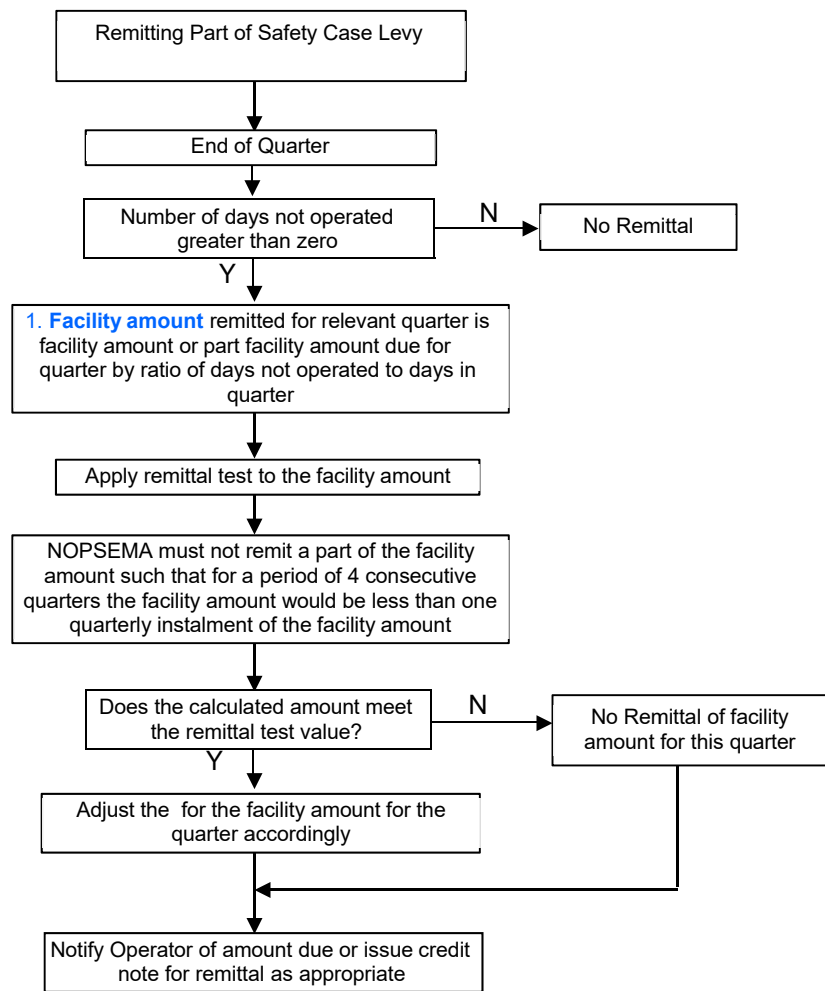 Remitting Part of Safety Case Levy
End of Quarter
Number of days not operated
greater than zero
N
No Remittal
Y
1. Facility amount remitted for relevant quarter is
facility amount or part facility amount due for
quarter by ratio of days not operated to days in
quarter
Apply remittal test to the facility amount
NOPSEMA must not remit a part of the facility
amount such that for a period of 4 consecutive
quarters the facility amount would be less than one
quarterly instalment of the facility amount
Does the calculated amount meet
the remittal test value?
N
No Remittal of facility
amount for this quarter
Y
Adjust the for the facility amount for the
quarter accordingly
Notify Operator of amount due or issue credit
note for remittal as appropriate